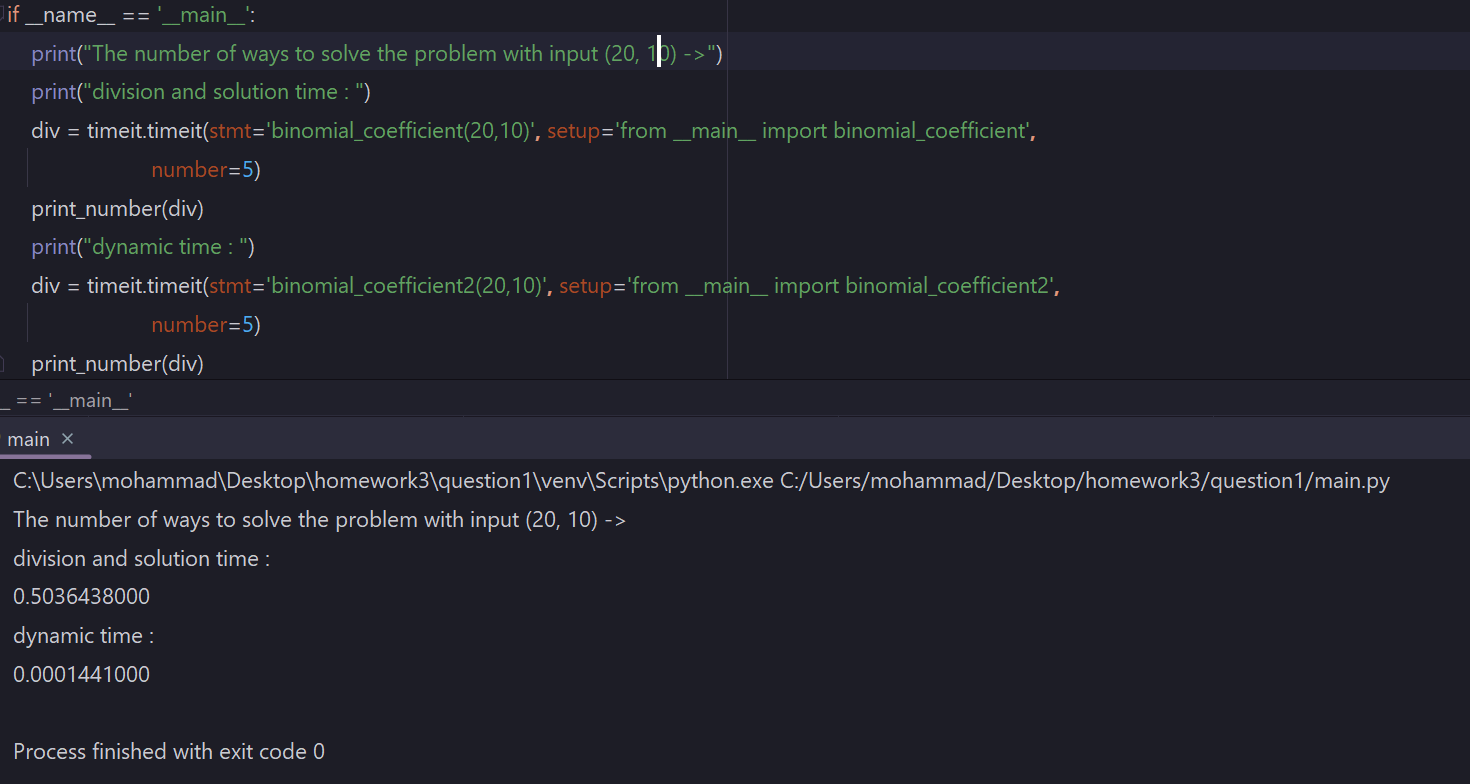 if __name__ == '__main__':
print("The number of ways to solve the problem with input (20, 10) ->")
print("division and solution time : ")
div = timeit.timeit(stmt='binomial_coefficient(20,10)', setup='from __main__ import binomial_coefficient',
number=5)
print_number(div)
print("dynamic time : ")
div = timeit.timeit(stmt='binomial_coefficient2(20,10)', setup='from __main__ import binomial_coefficient2',
number=5)
print_number(div)
_ == '__main__'
main ×
C:\Users\mohammad\Desktop\homework3\question1\venv\Scripts\python.exe C:/Users/mohammad/Desktop/homework3/question1/main.py
The number of ways to solve the problem with input (20, 10) ->
division and solution time :
0.5036438000
dynamic time :
0.0001441000
Process finished with exit code 0